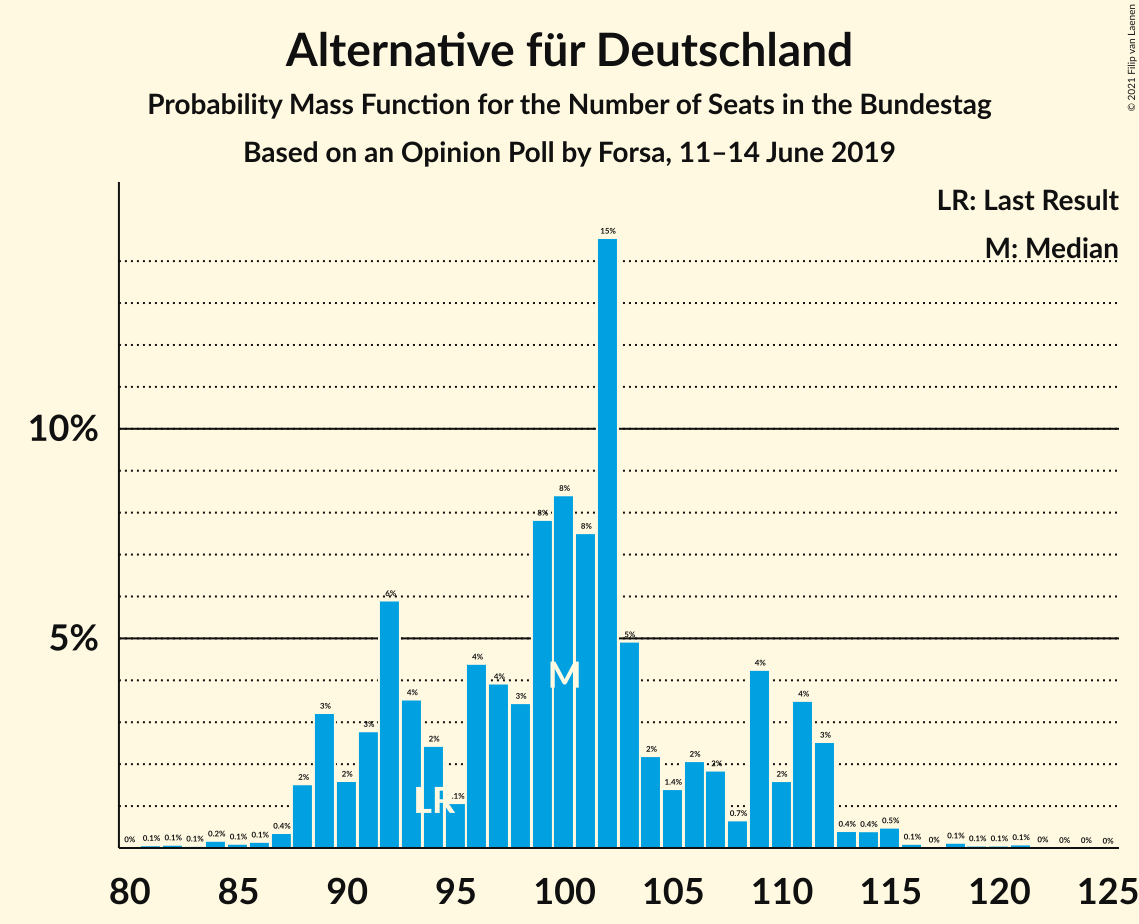 © 2021 Filip van Laenen
Alternative für Deutschland
Probability Mass Function for the Number of Seats in the Bundestag
Based on an Opinion Poll by Forsa, 11–14 June 2019
LR: Last Result
M: Median
10%
5%
0% 0.1% 0.1% 0.1% 0.2% 0.1% 0.1% 0.4% 2% 3% 2% 3% 6% 4% 2% .1% 4% 4% 3% 8% 8% 8% 15% 5% 2% 1.4% 2% 2% 0.7% 4% 2% 4% 3% 0.4% 0.4% 0.5% 0.1% 0% 0.1% 0.1% 0.1% 0.1% 0% 0% 0% 0%
M
LR
80 85 90 95 100 105 110 115 120 125